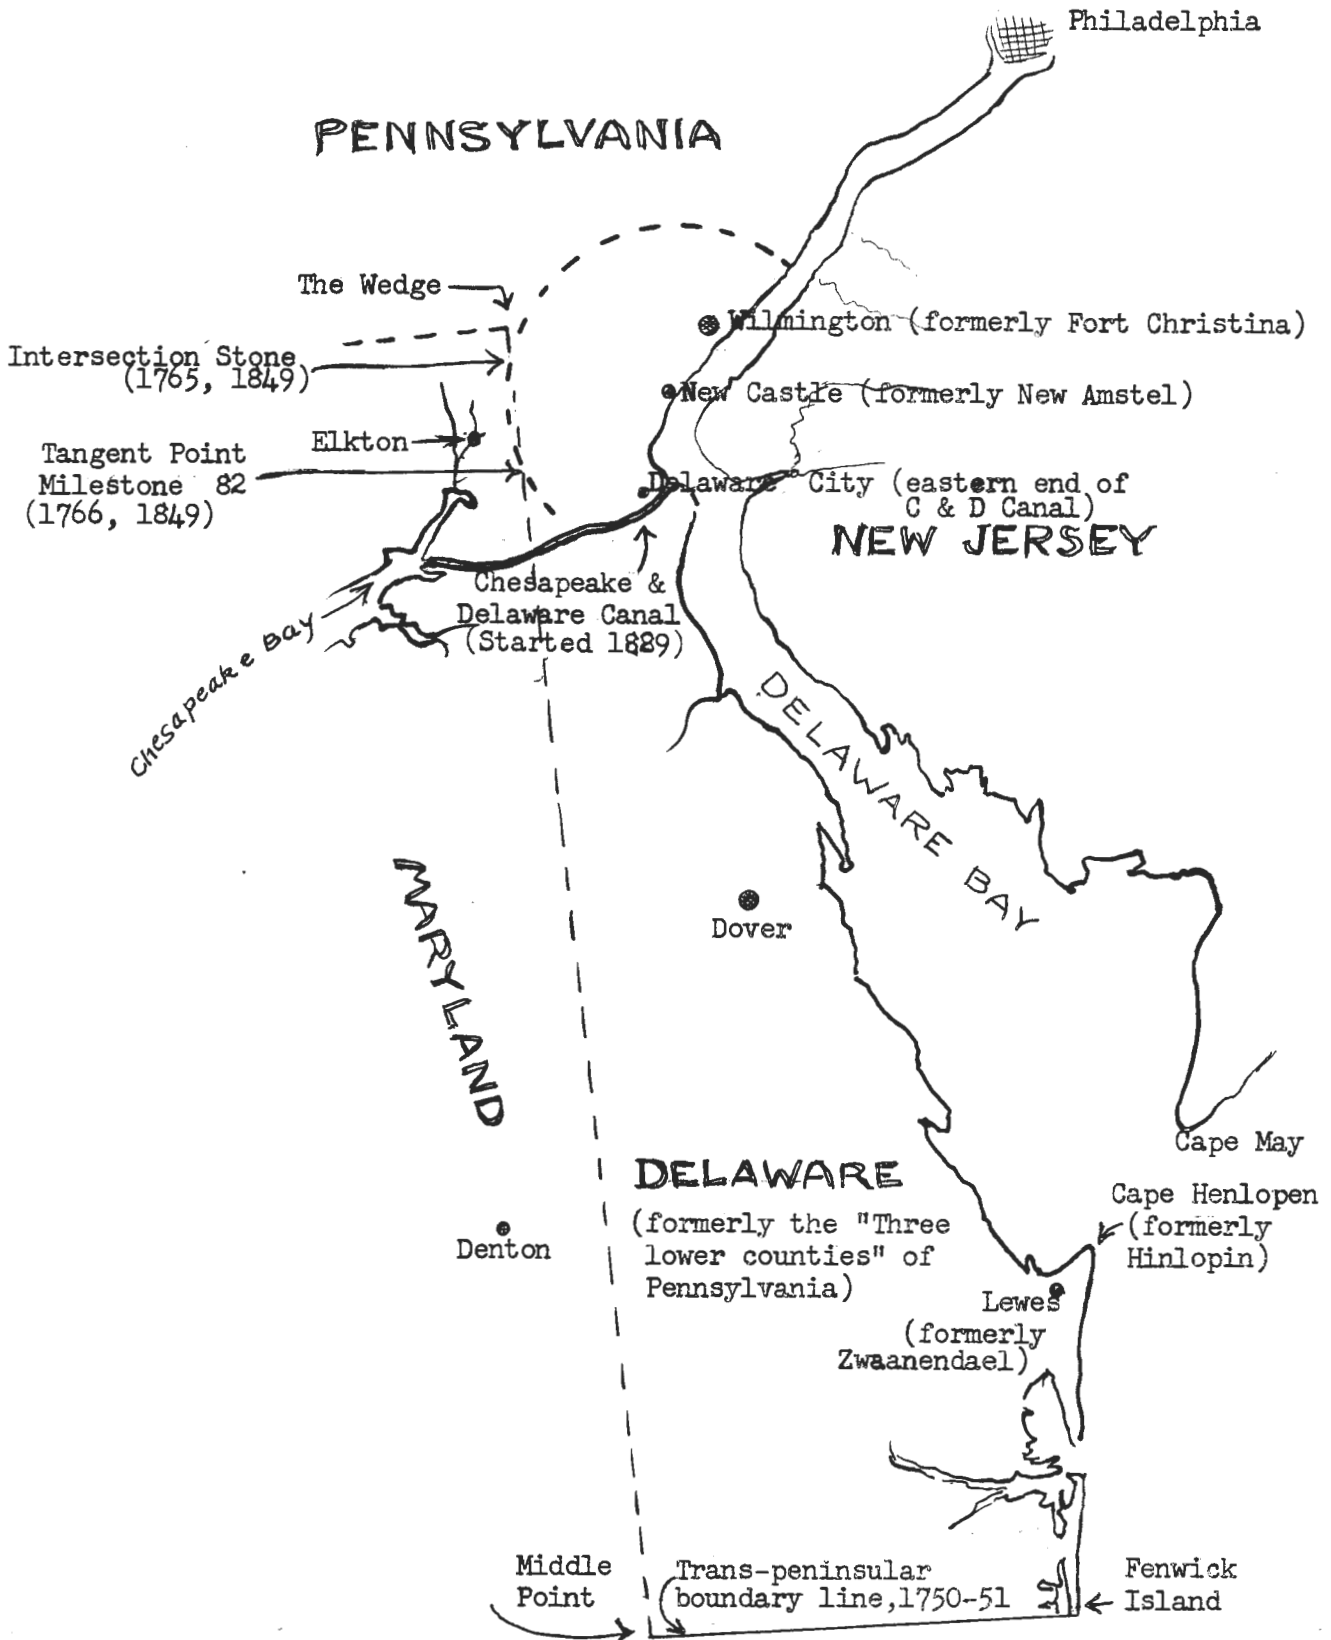 Philadelphia
PENNSYLVANIA
The Wedge
Wilmington (formerly Fort Christina)
Intersection Stone
(1765, 1849)
New Castle (formerly New Amstel)
Elkton
Tangent Point
Milestone 82
(1766, 1849)
Delaware City (eastern end of
C & D Canal)
NEW JERSEY
Chesapeake &
Delaware Canal
(Started 1889)
Chesapeake Bay
DELAWARE BAY
MARYLAND
Dover
Cape May
DELAWARE
(formerly the "Three
lower counties" of
Pennsylvania)
Cape Henlopen
(formerly
Hinlopin)
Denton
Lewes
(formerly
Zwaanendael)
Middle
Point
Trans-peninsular
boundary line,1750-51
Fenwick
Island